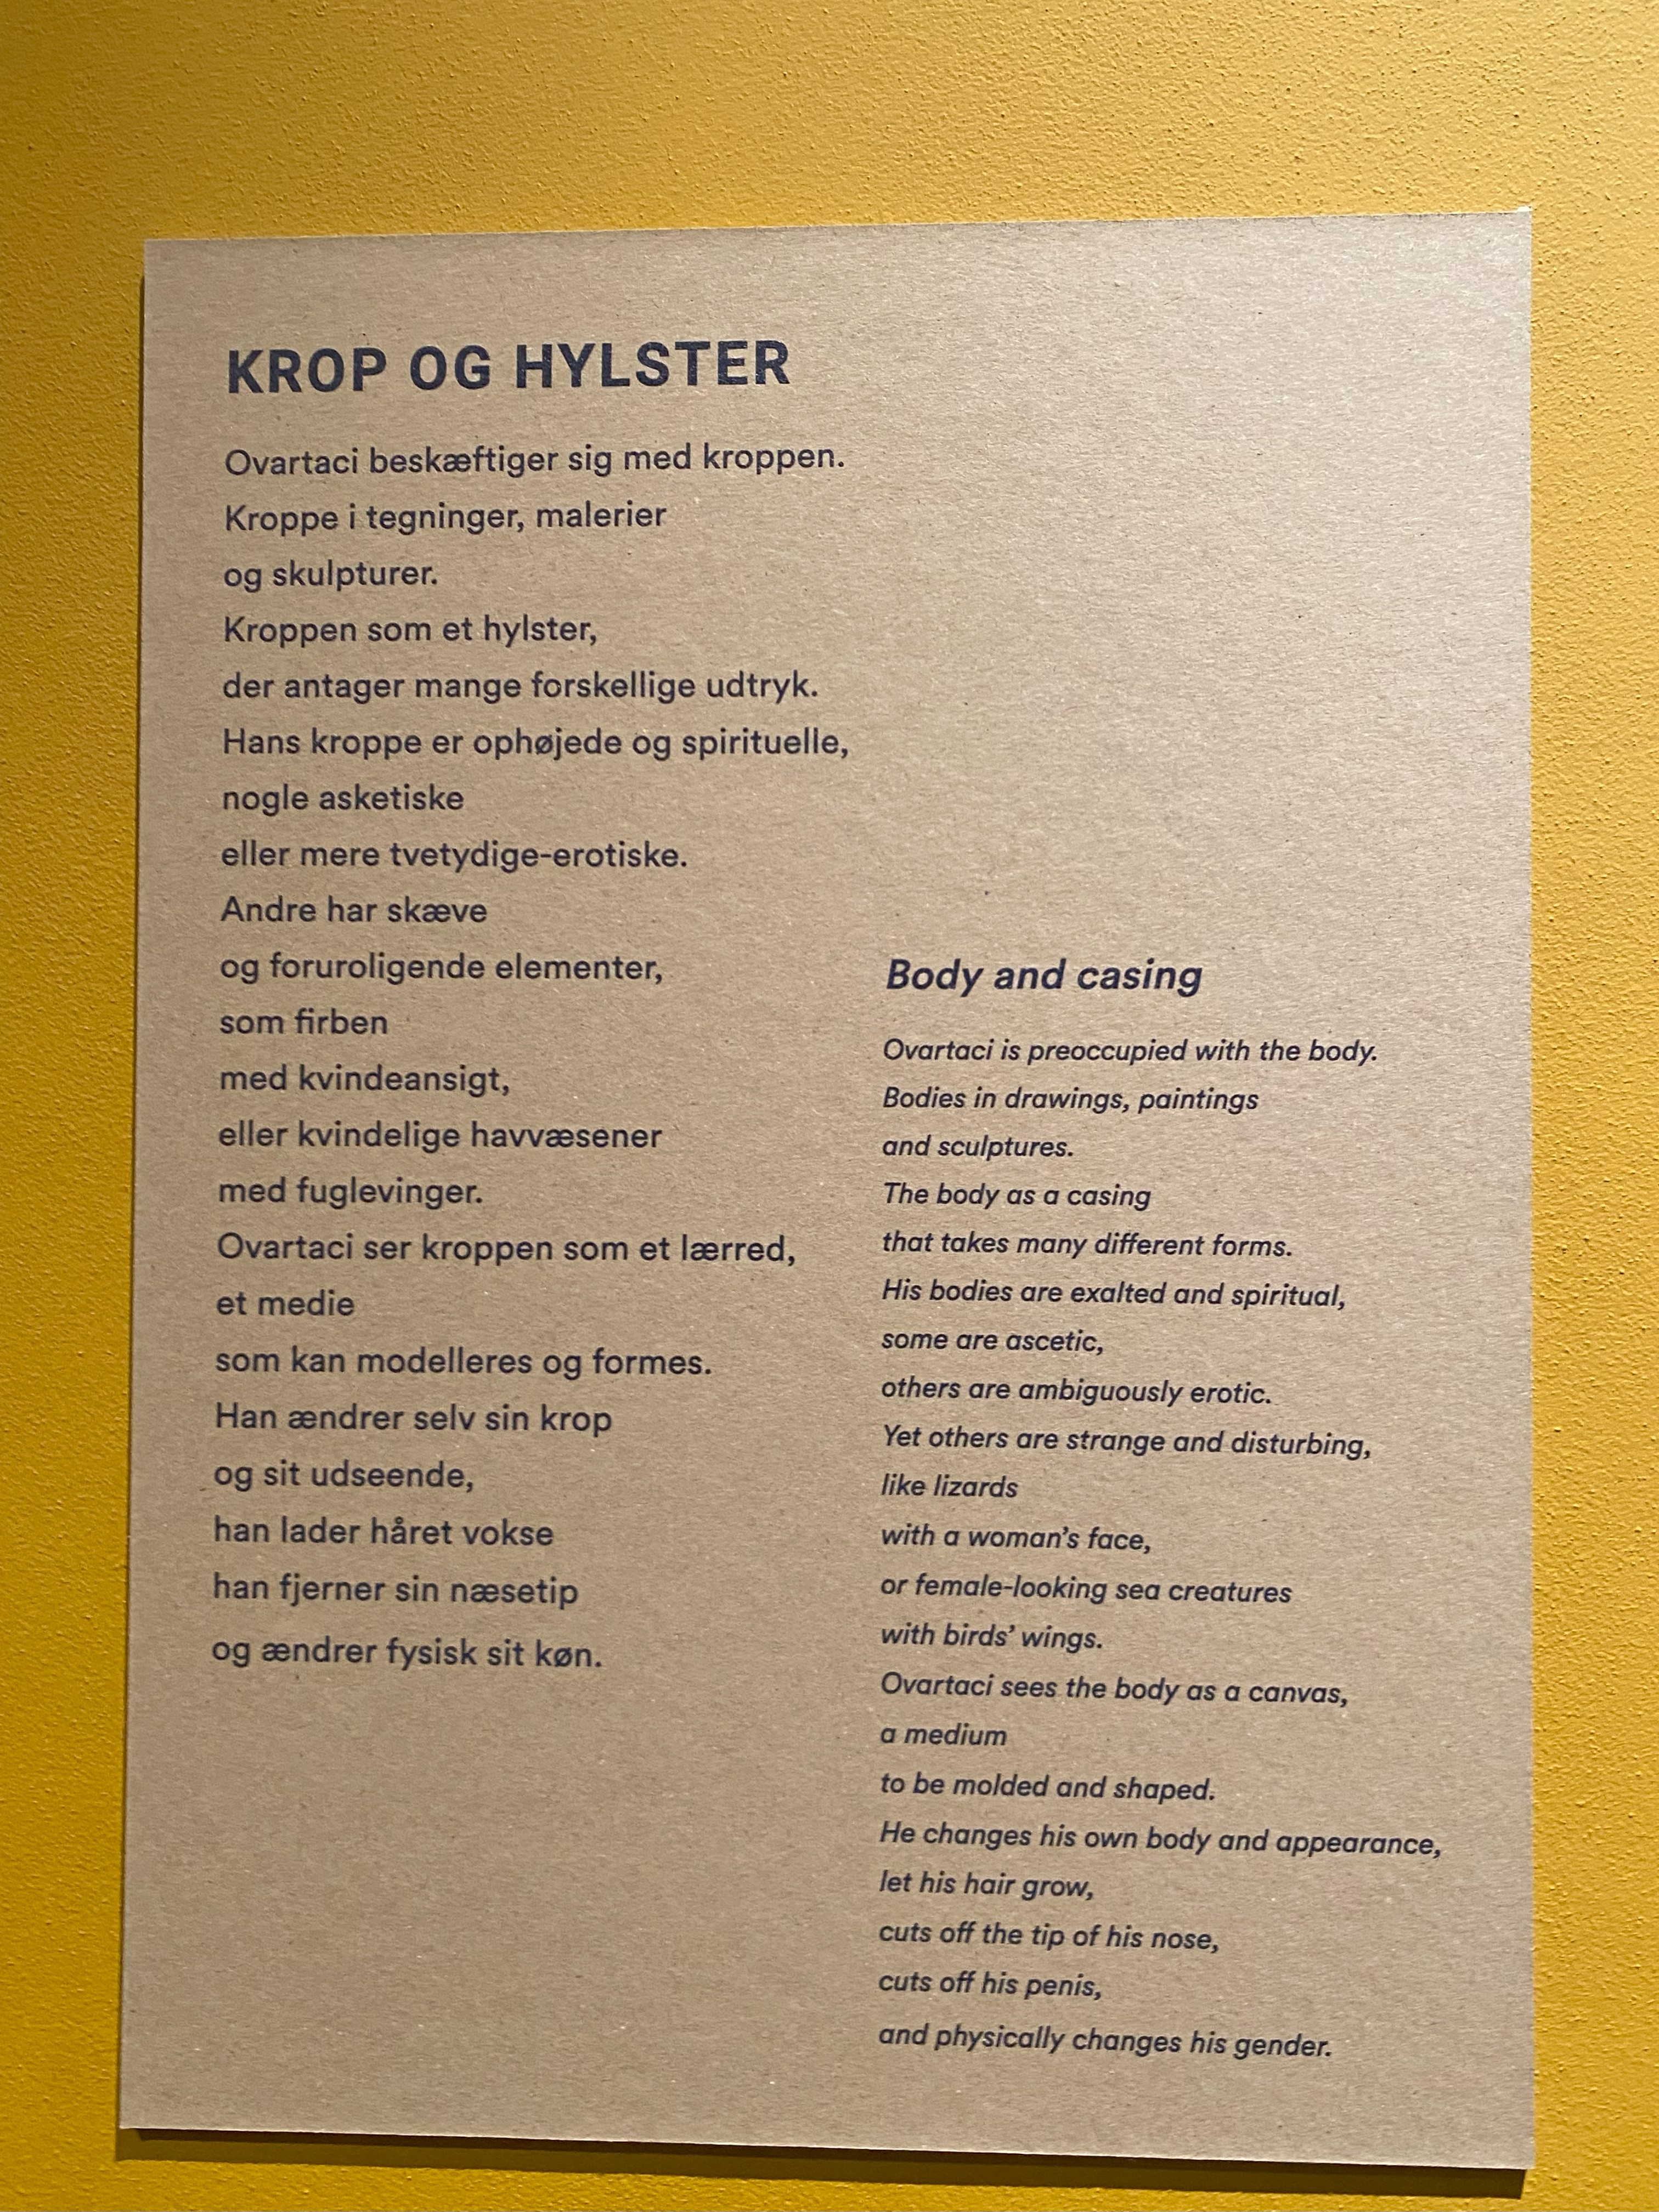 KROP OG HYLSTER
Ovartaci beskæftiger sig med kroppen.
Kroppe i tegninger, malerier
og skulpturer.
Kroppen som et hylster,
der antager mange forskellige udtryk.
Hans kroppe er ophøjede og spirituelle,
nogle asketiske
eller mere tvetydige-erotiske.
Andre har skæve
og foruroligende elementer,
som firben
med kvindeansigt,
eller kvindelige havvæsener
med fuglevinger.
Ovartaci ser kroppen som et lærred,
et medie
som kan modelleres og formes.
Han ændrer selv sin krop
og sit udseende,
han lader håret vokse
han fjerner sin næsetip
og ændrer fysisk sit køn.
Body and casing
Ovartaci is preoccupied with the body.
Bodies in drawings, paintings
and sculptures.
The body as a casing
that takes many different forms.
His bodies are exalted and spiritual,
some are ascetic,
others are ambiguously erotic.
Yet others are strange and disturbing,
like lizards
with a woman's face,
or female-looking sea creatures
with birds' wings.
Ovartaci sees the body as a canvas,
a medium
to be molded and shaped.
He changes his own body and appearance,
let his hair grow,
cuts off the tip of his nose,
cuts off his penis,
and physically changes his gender.